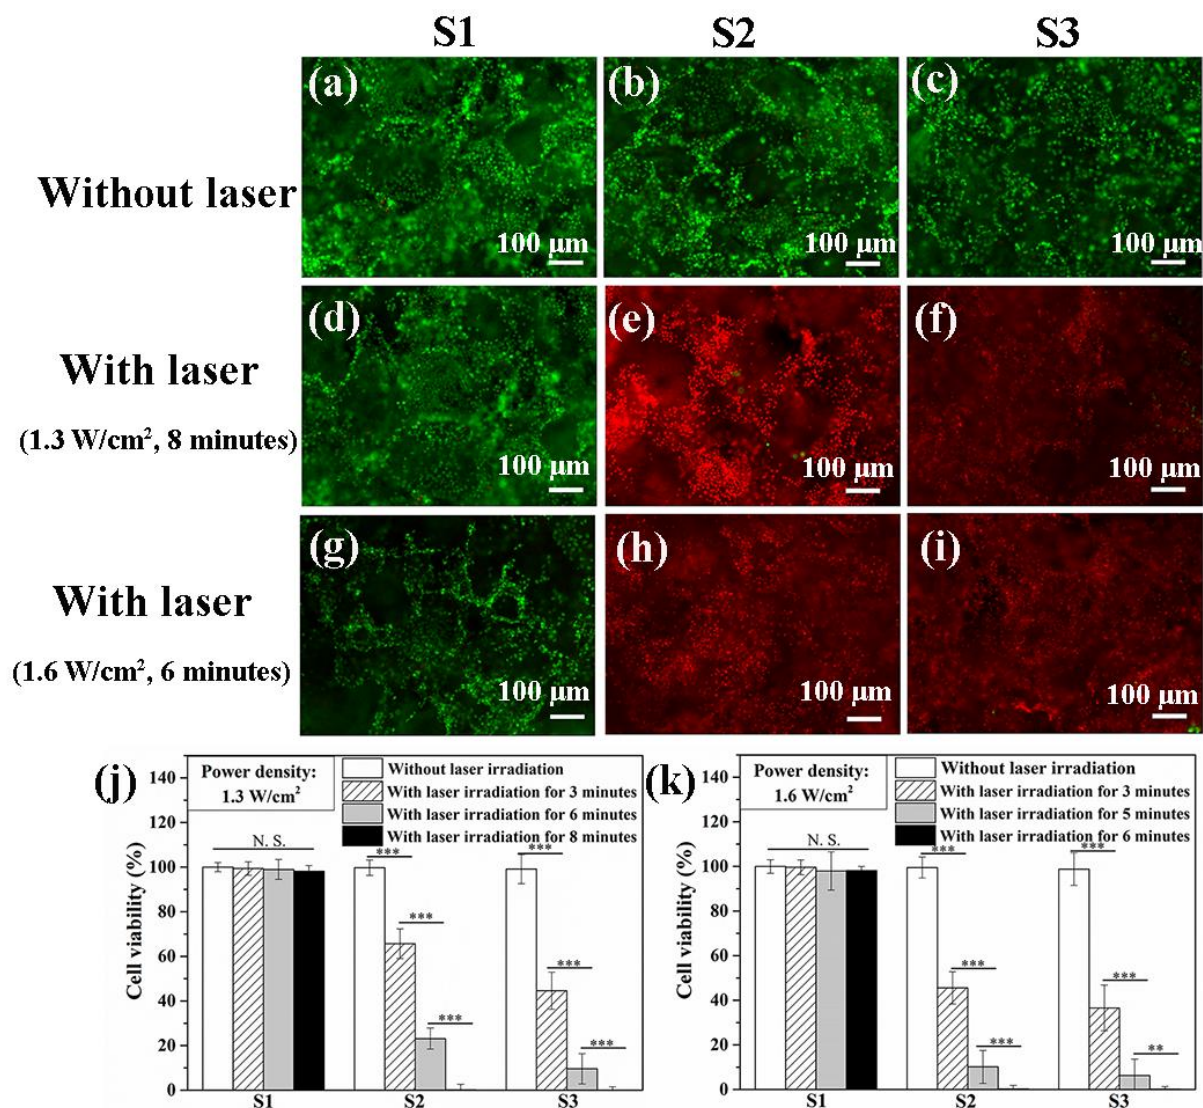 S1 S2 S3
(a) (b) (c)
Without laser
100 μm 100 μm 100 μm
(d) (e) (f)
With laser
(1.3 W/cm², 8 minutes)
100 μm 100 μm 100 μm
(g) (h) (i)
With laser
(1.6 W/cm², 6 minutes)
100 μm 100 μm 100 μm
(j)
Power density:
1.3 W/cm²
Without laser irradiation
With laser irradiation for 3 minutes
With laser irradiation for 6 minutes
With laser irradiation for 8 minutes
Cell viability (%)
140
120
100
80
60
40
20
0
N. S.
*** ***
*** ***
*** ***
S1 S2 S3
(k)
Power density:
1.6 W/cm²
Without laser irradiation
With laser irradiation for 3 minutes
With laser irradiation for 5 minutes
With laser irradiation for 6 minutes
Cell viability (%)
140
120
100
80
60
40
20
0
N. S.
*** ***
*** ***
*** **
S1 S2 S3